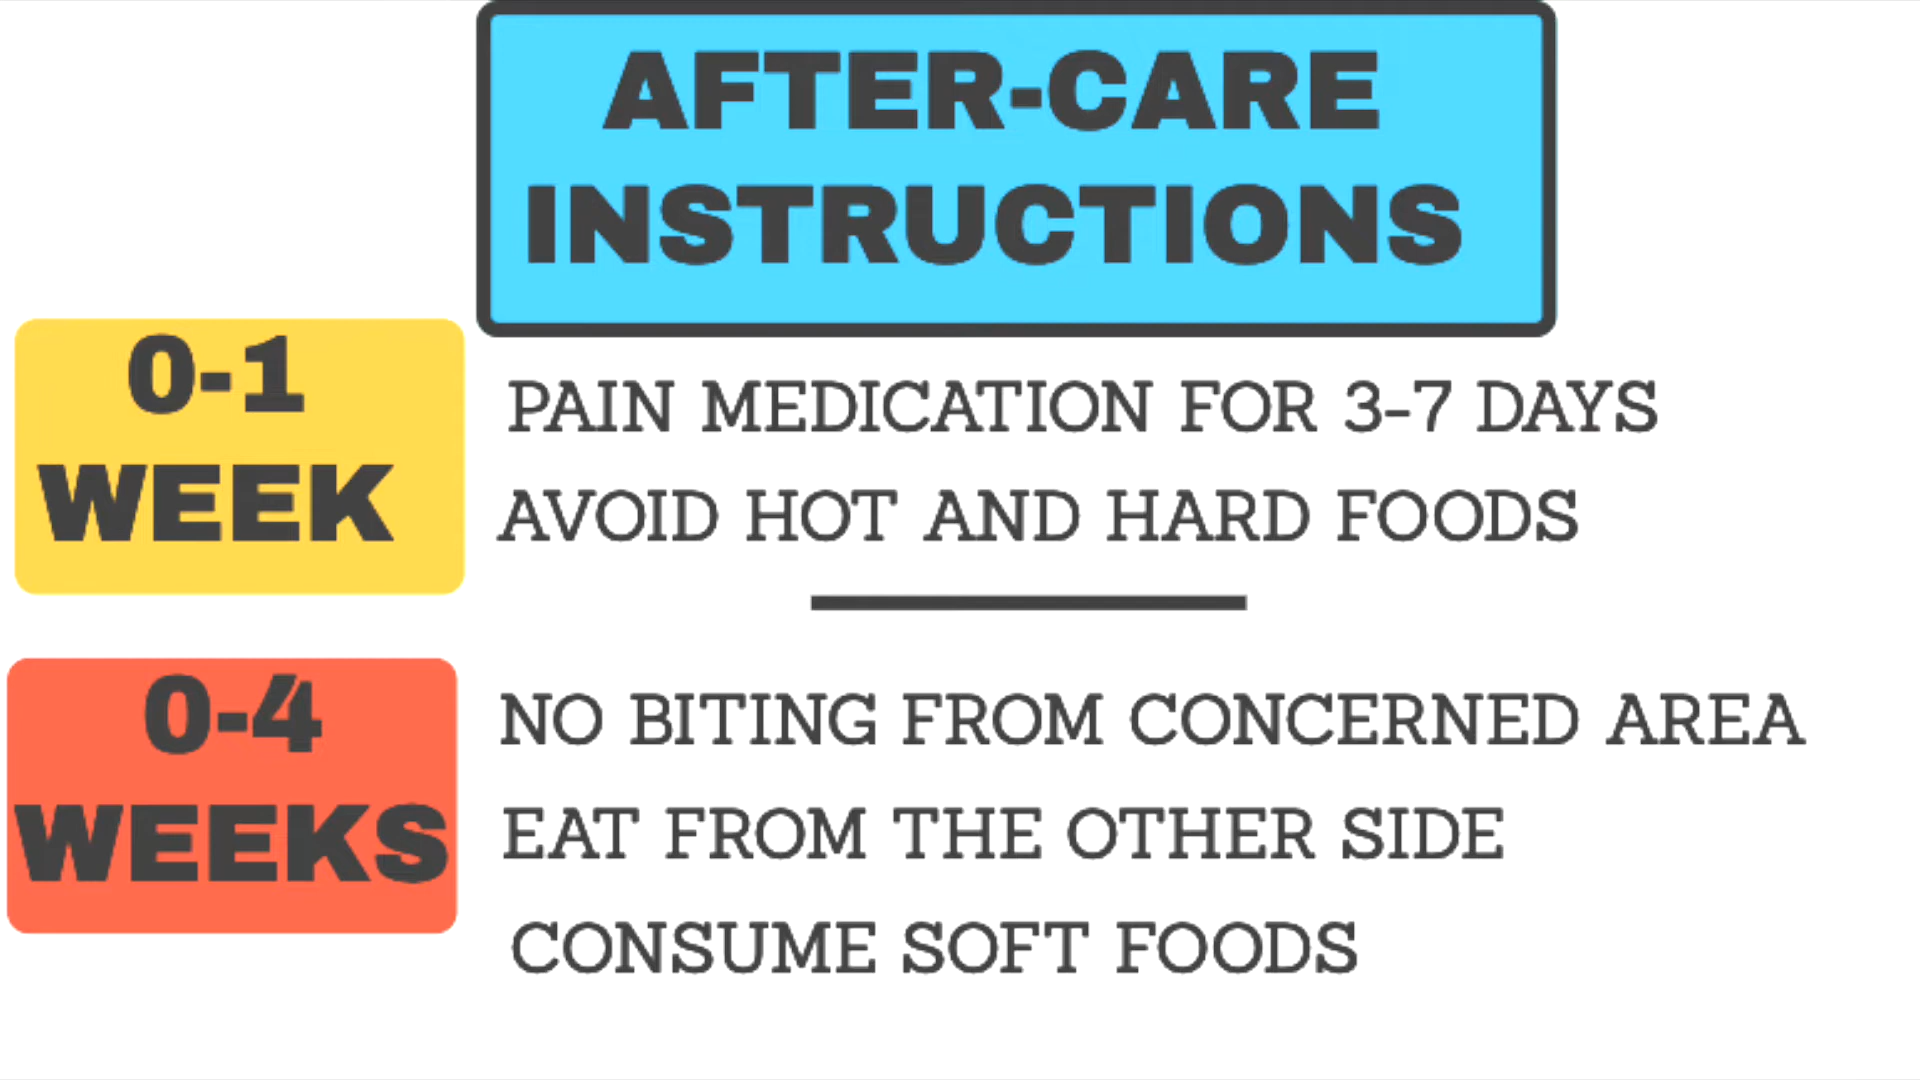 AFTER-CARE
INSTRUCTIONS
0-1
WEEK
PAIN MEDICATION FOR 3-7 DAYS
AVOID HOT AND HARD FOODS
0-4
WEEKS
NO BITING FROM CONCERNED AREA
EAT FROM THE OTHER SIDE
CONSUME SOFT FOODS